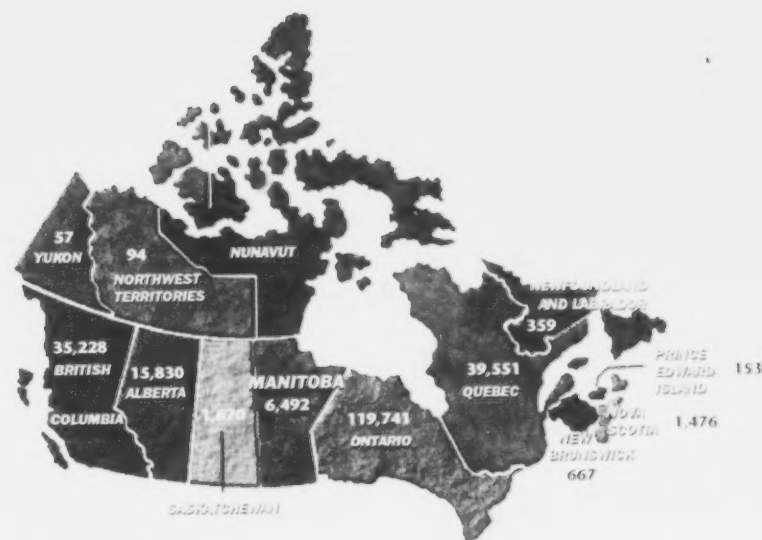 57
YUKON
94
NORTHWEST
TERRITORIES
NUNAVUT
NEWFOUNDLAND
AND LABRADOR
359
35,228
BRITISH
COLUMBIA
15,830
ALBERTA
1,670
SASKATCHEWAN
MANITOBA
6,492
119,741
ONTARIO
39,551
QUEBEC
PRINCE
EDWARD
ISLAND
153
NOVA
SCOTIA
1,476
NEW
BRUNSWICK
667